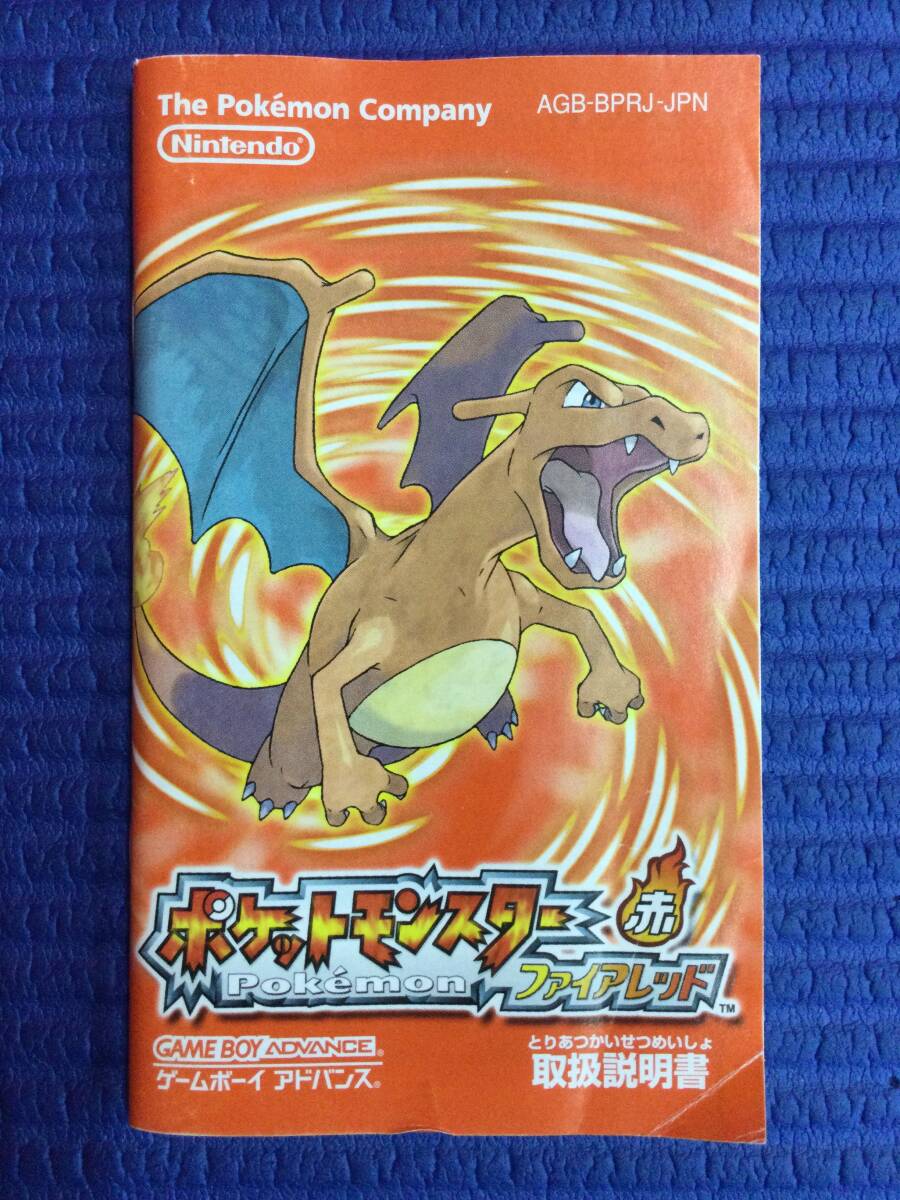 The Pokémon Company
AGB-BPRJ-JPN
Nintendo®
ポケットモンスター
赤
Pokémon
ファイアレッド™
GAME BOY ADVANCE®
ゲームボーイ アドバンス®
とりあつかいせつめいしょ
取扱説明書